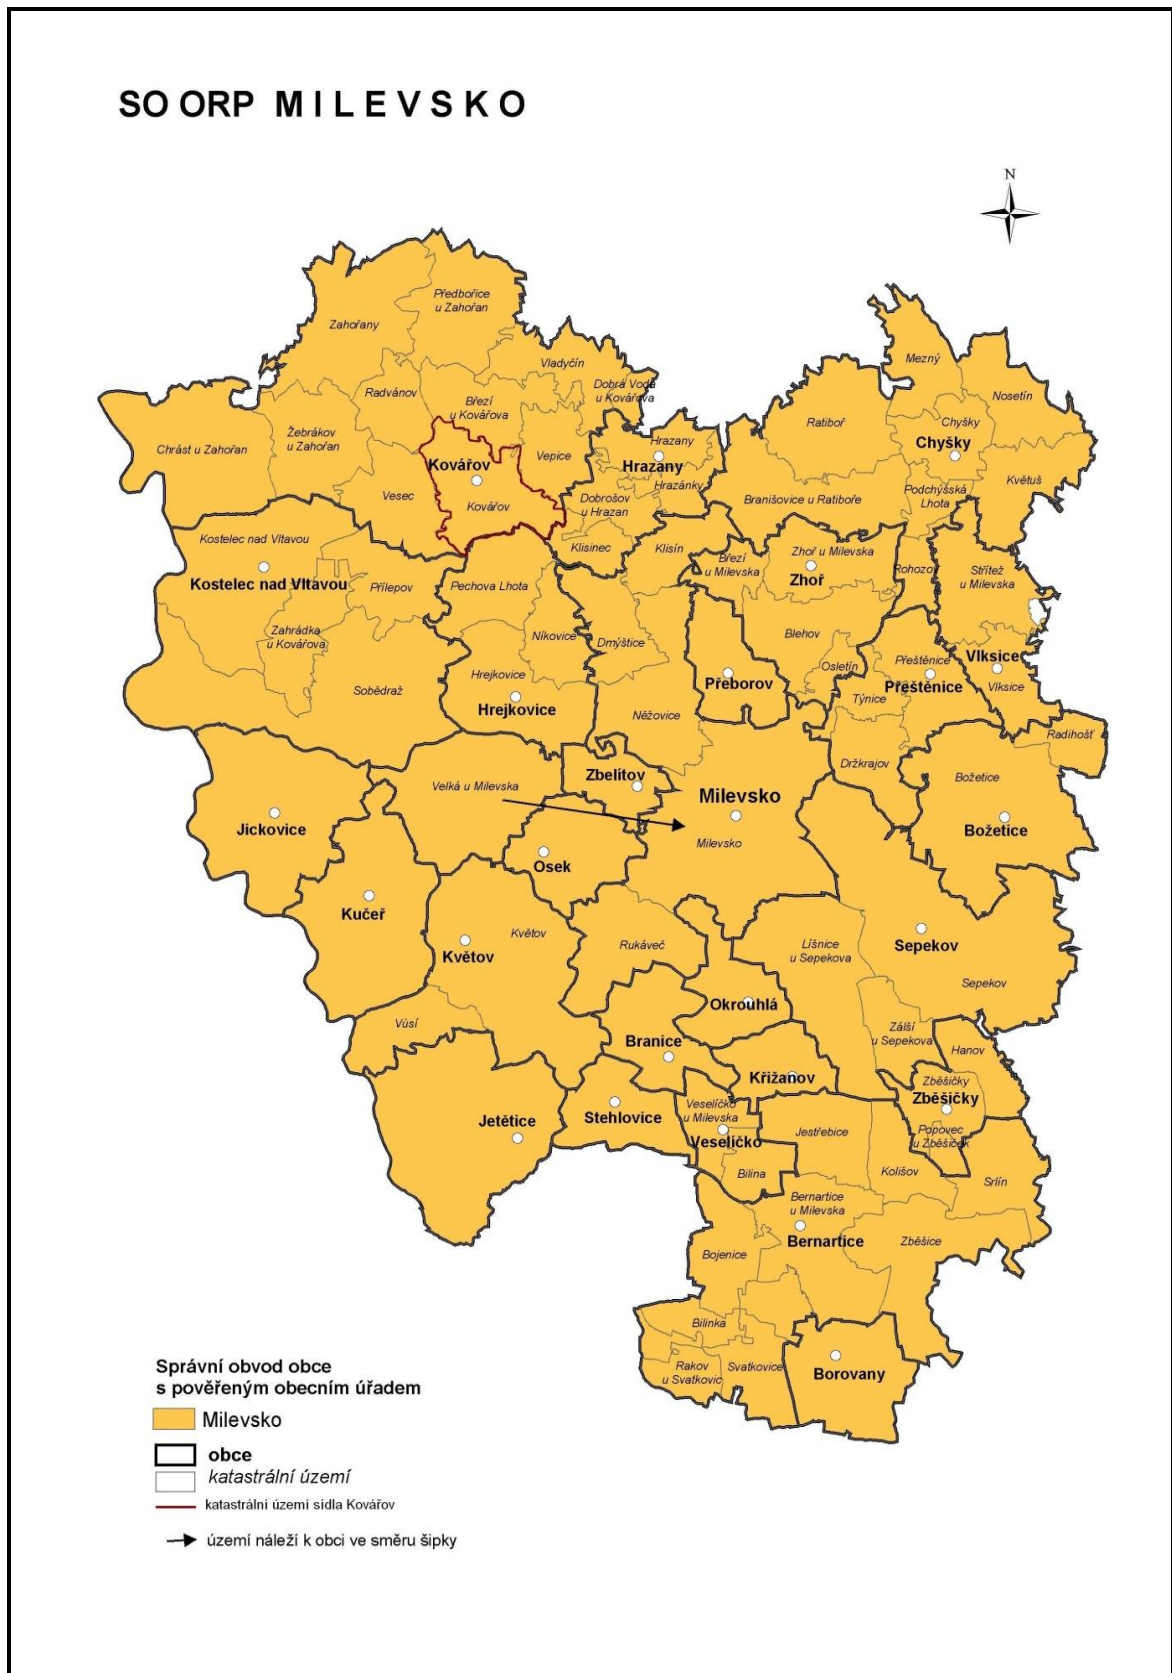 SO ORP MILEVSKO
N
Předbořice
u Zahořan
Zahořany
Mezný
Vladyčín
Radvánov
Dobrá Voda
u Kovářova
Nosetín
Březí
u Kovářova
Ratiboř
Chyšky
Chyšky
Žebrákov
u Zahořan
Hrazany
Chrást u Zahořan
Vepice
Kovářov
Hrazany
Květuš
Hrazánky
Podchýšská
Lhota
Vesec
Dobrošov
u Hrazan
Branišovice u Ratiboře
Kovářov
Kostelec nad Vltavou
Klisinec
Klisín
Březí
u Milevska
Zhoř u Milevska
Zhoř
Rohozov
Střítež
u Milevska
Kostelec nad Vltavou
Přílepov
Pechova Lhota
Zahrádka
u Kovářova
Níkovice
Dmýštice
Blehov
Osletín
Přeštěnice
Vlksice
Hrejkovice
Přeborov
Přeštěnice
Vlksice
Sobědraž
Týnice
Hrejkovice
Něžovice
Radihošť
Držkrajov
Zbelítov
Božetice
Velká u Milevska
Milevsko
Jickovice
Božetice
Milevsko
Osek
Kučeř
Květov
Květov
Rukáveč
Líšnice
u Sepekova
Sepekov
Sepekov
Okrouhlá
Vůsí
Zálší
u Sepekova
Branice
Hanov
Křižanov
Zběšičky
Zběšičky
Jetětice
Stehlovice
Veselíčko
u Milevska
Veselíčko
Jestřebice
Popovec
u Zběšiček
Bilina
Kolišov
Srlín
Bernartice
u Milevska
Bernartice
Zběšice
Bojenice
Bilinka
Rakov
u Svatkovic
Svatkovice
Borovany
Správní obvod obce
s pověřeným obecním úřadem
Milevsko
obce
katastrální území
katastrální území sídla Kovářov
území náleží k obci ve směru šipky